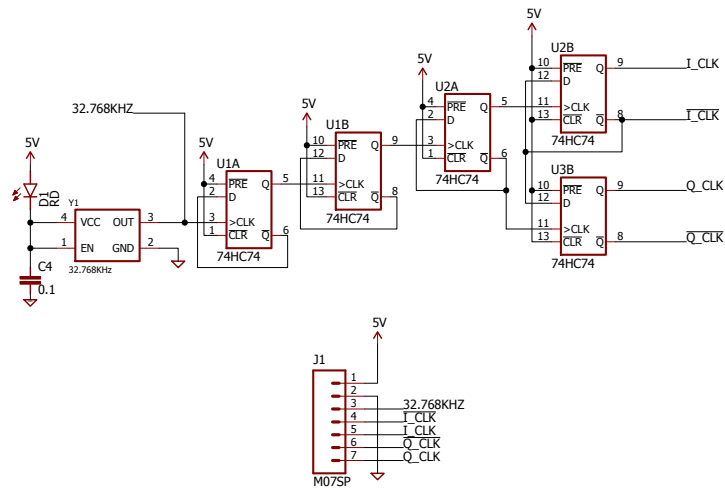 5V
U2B
10
PRE
Q
9
I_CLK
12
D
11
>CLK
13
CLR
Q
8
I_CLK
74HC74
5V
U2A
4
PRE
Q
5
2
D
3
>CLK
1
CLR
Q
6
74HC74
5V
U1B
10
PRE
Q
9
12
D
11
>CLK
13
CLR
Q
8
74HC74
32.768KHZ
5V
U1A
4
PRE
Q
5
2
D
3
>CLK
1
CLR
Q
6
74HC74
U3B
10
PRE
Q
9
Q_CLK
12
D
11
>CLK
13
CLR
Q
8
Q_CLK
74HC74
5V
D1
RD
Y1
4
VCC
OUT
3
1
EN
GND
2
32.768KHz
C4
0.1
5V
J1
1
2
3
32.768KHZ
4
I_CLK
5
I_CLK
6
Q_CLK
7
Q_CLK
M07SP